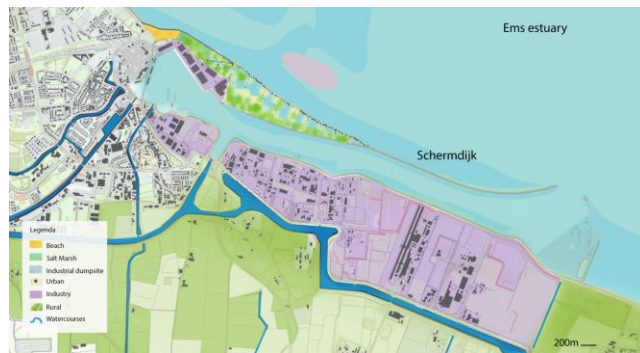 Ems estuary
Schermdijk
Legenda
Beach
Salt Marsh
Industrial dumpsite
Urban
Industry
Rural
Watercourses
200m